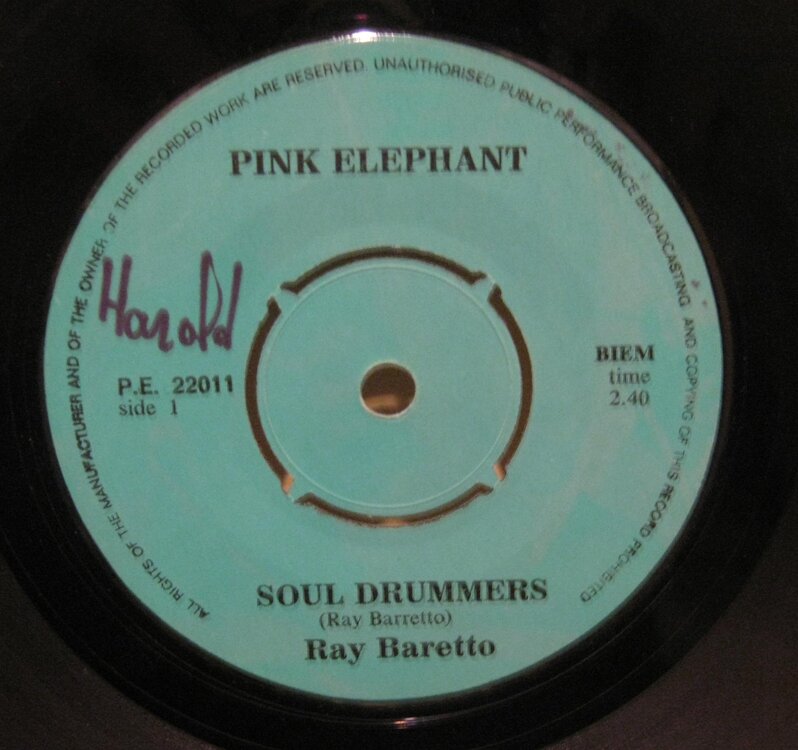 ALL RIGHTS OF THE MANUFACTURER AND OF THE OWNER OF THE RECORDED WORK ARE RESERVED. UNAUTHORISED PUBLIC PERFORMANCE BROADCASTING AND COPYING OF THIS RECORD PROHIBITED
PINK ELEPHANT
Harold
P.E. 22011
side 1
BIEM
time
2.40
SOUL DRUMMERS
(Ray Barretto)
Ray Baretto